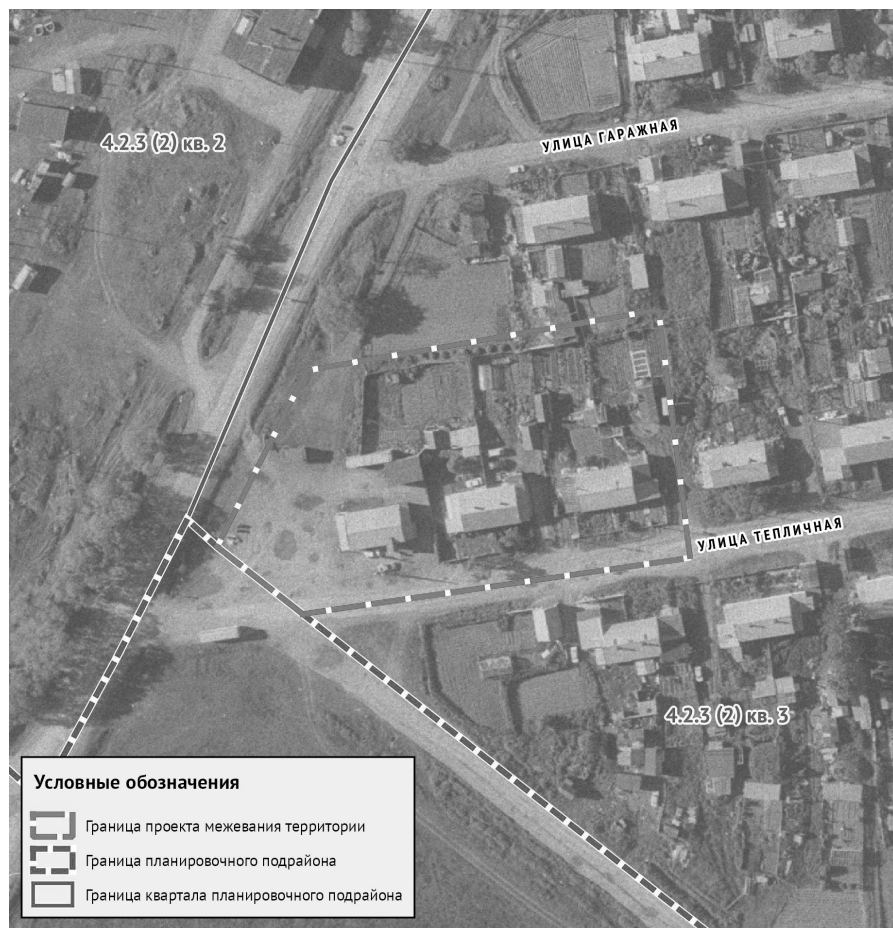 4.2.3 (2) кв. 2
УЛИЦА ГАРАЖНАЯ
УЛИЦА ТЕПЛИЧНАЯ
4.2.3 (2) кв. 3
Условные обозначения
Граница проекта межевания территории
Граница планировочного подрайона
Граница квартала планировочного подрайона